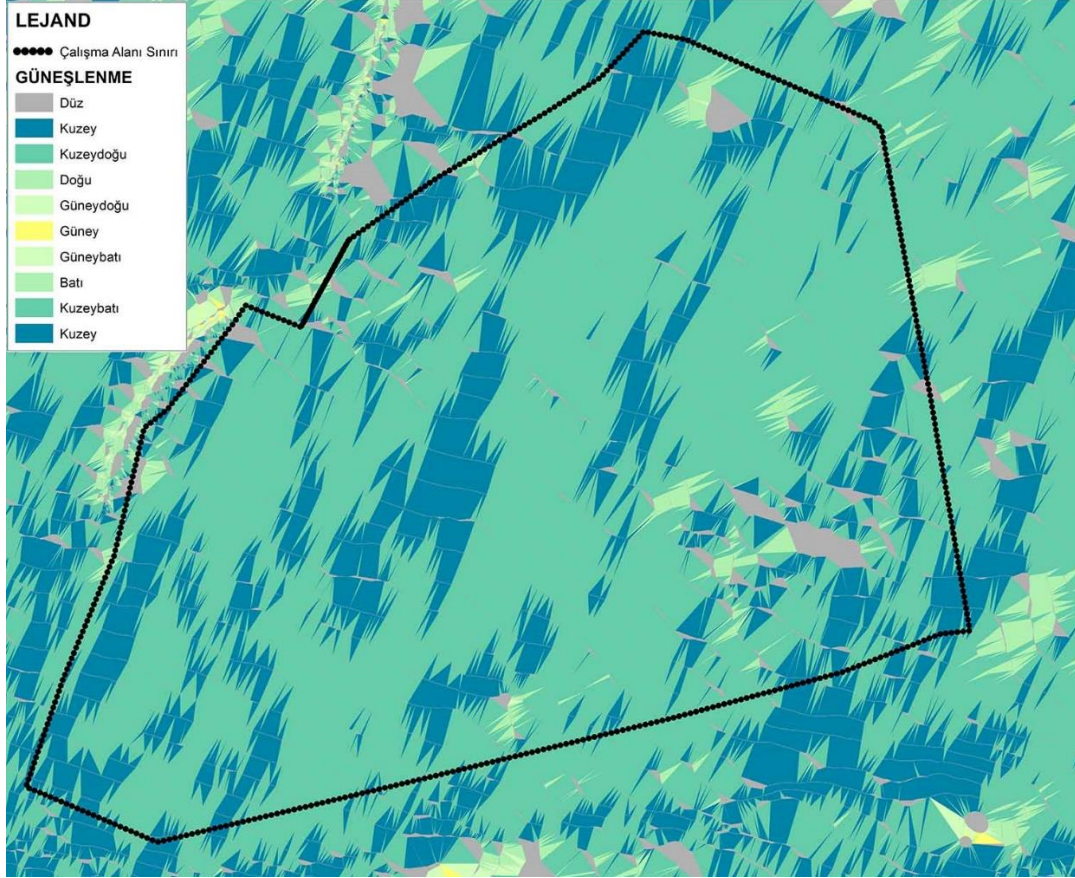 LEJAND
Çalışma Alanı Sınırı
GÜNEŞLENME
Düz
Kuzey
Kuzeydoğu
Doğu
Güneydoğu
Güney
Güneybatı
Batı
Kuzeybatı
Kuzey